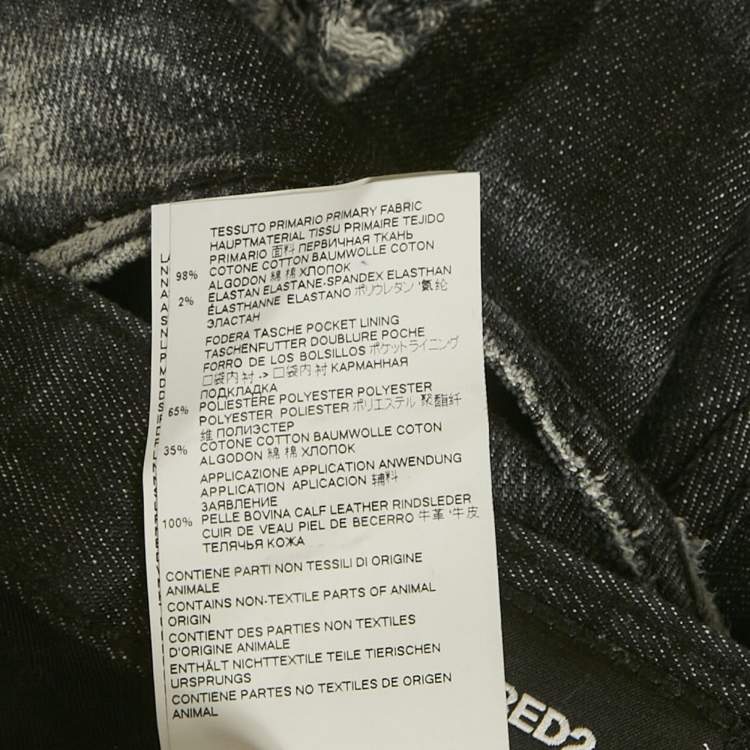 TESSUTO PRIMARIO PRIMARY FABRIC
HAUPTMATERIAL TISSU PRIMAIRE TEJIDO
PRIMARIO 面料 ПЕРВИЧНАЯ ТКАНЬ
98% COTONE COTTON BAUMWOLLE COTON
ALGODON 綿 棉 ХЛОПОК
2% ELASTAN ELASTANE-SPANDEX ELASTHAN
ÉLASTHANNE ELASTANO ポリウレタン '氨 纶
ЭЛАСТАН
FODERA TASCHE POCKET LINING
TASCHENFUTTER DOUBLURE POCHE
FORRO DE LOS BOLSILLOS ポケットライニング
口袋内 衬 -> 口袋内 衬 КАРМАННАЯ
ПОДКЛАДКА
65% POLIESTERE POLYESTER POLYESTER
POLYESTER POLIESTER ポリエステル 聚酯纤
维 ПОЛИЭСТЕР
35% COTONE COTTON BAUMWOLLE COTON
ALGODON 綿 棉 ХЛОПОК
APPLICAZIONE APPLICATION ANWENDUNG
APPLICATION APLICACION 辅料
ЗАЯВЛЕНИЕ
100% PELLE BOVINA CALF LEATHER RINDSLEDER
CUIR DE VEAU PIEL DE BECERRO 牛革 '牛皮
ТЕЛЯЧЬЯ КОЖА
CONTIENE PARTI NON TESSILI DI ORIGINE
ANIMALE
CONTAINS NON-TEXTILE PARTS OF ANIMAL
ORIGIN
CONTIENT DES PARTIES NON TEXTILES
D'ORIGINE ANIMALE
ENTHÄLT NICHTTEXTILE TEILE TIERISCHEN
URSPRUNGS
CONTIENE PARTES NO TEXTILES DE ORIGEN
ANIMAL
RED2